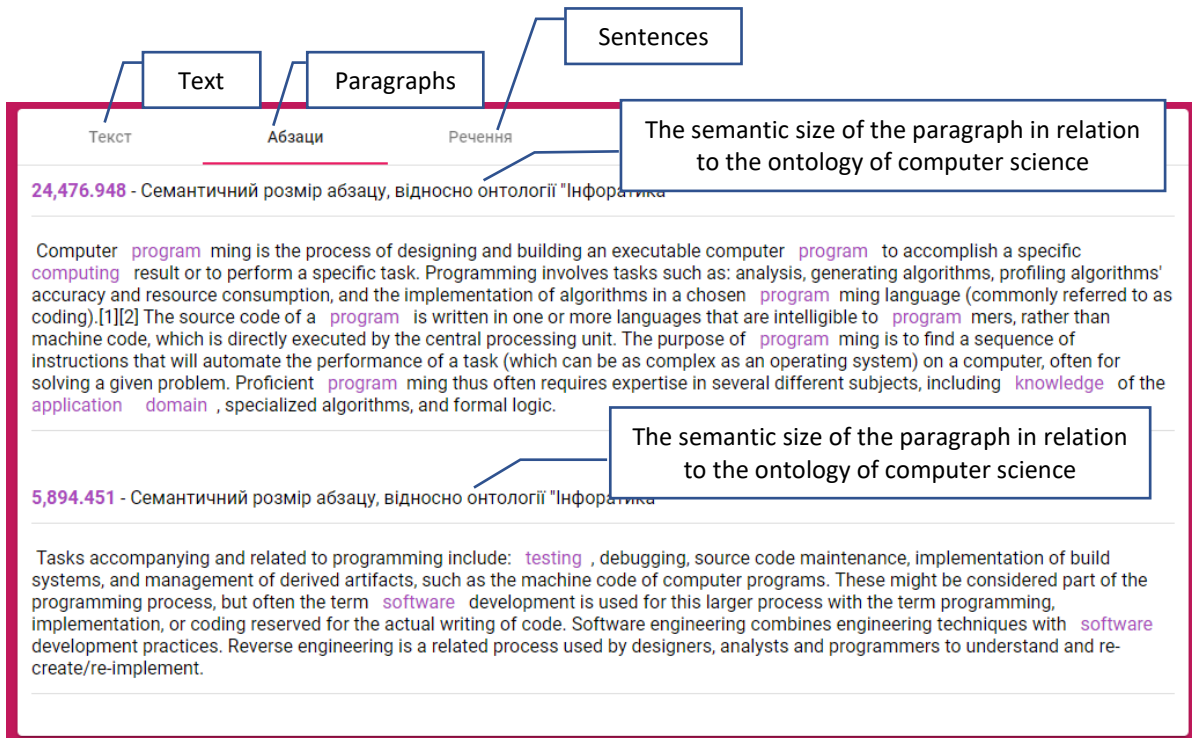 Sentences
Text
Paragraphs
Текст Абзаци Речення
The semantic size of the paragraph in relation
to the ontology of computer science
24,476.948 - Семантичний розмір абзацу, відносно онтології "Інфоратика"
Computer program ming is the process of designing and building an executable computer program to accomplish a specific
computing result or to perform a specific task. Programming involves tasks such as: analysis, generating algorithms, profiling algorithms'
accuracy and resource consumption, and the implementation of algorithms in a chosen program ming language (commonly referred to as
coding).[1][2] The source code of a program is written in one or more languages that are intelligible to program mers, rather than
machine code, which is directly executed by the central processing unit. The purpose of program ming is to find a sequence of
instructions that will automate the performance of a task (which can be as complex as an operating system) on a computer, often for
solving a given problem. Proficient program ming thus often requires expertise in several different subjects, including knowledge of the
application domain , specialized algorithms, and formal logic.
The semantic size of the paragraph in relation
to the ontology of computer science
5,894.451 - Семантичний розмір абзацу, відносно онтології "Інфоратика"
Tasks accompanying and related to programming include: testing , debugging, source code maintenance, implementation of build
systems, and management of derived artifacts, such as the machine code of computer programs. These might be considered part of the
programming process, but often the term software development is used for this larger process with the term programming,
implementation, or coding reserved for the actual writing of code. Software engineering combines engineering techniques with software
development practices. Reverse engineering is a related process used by designers, analysts and programmers to understand and re-
create/re-implement.